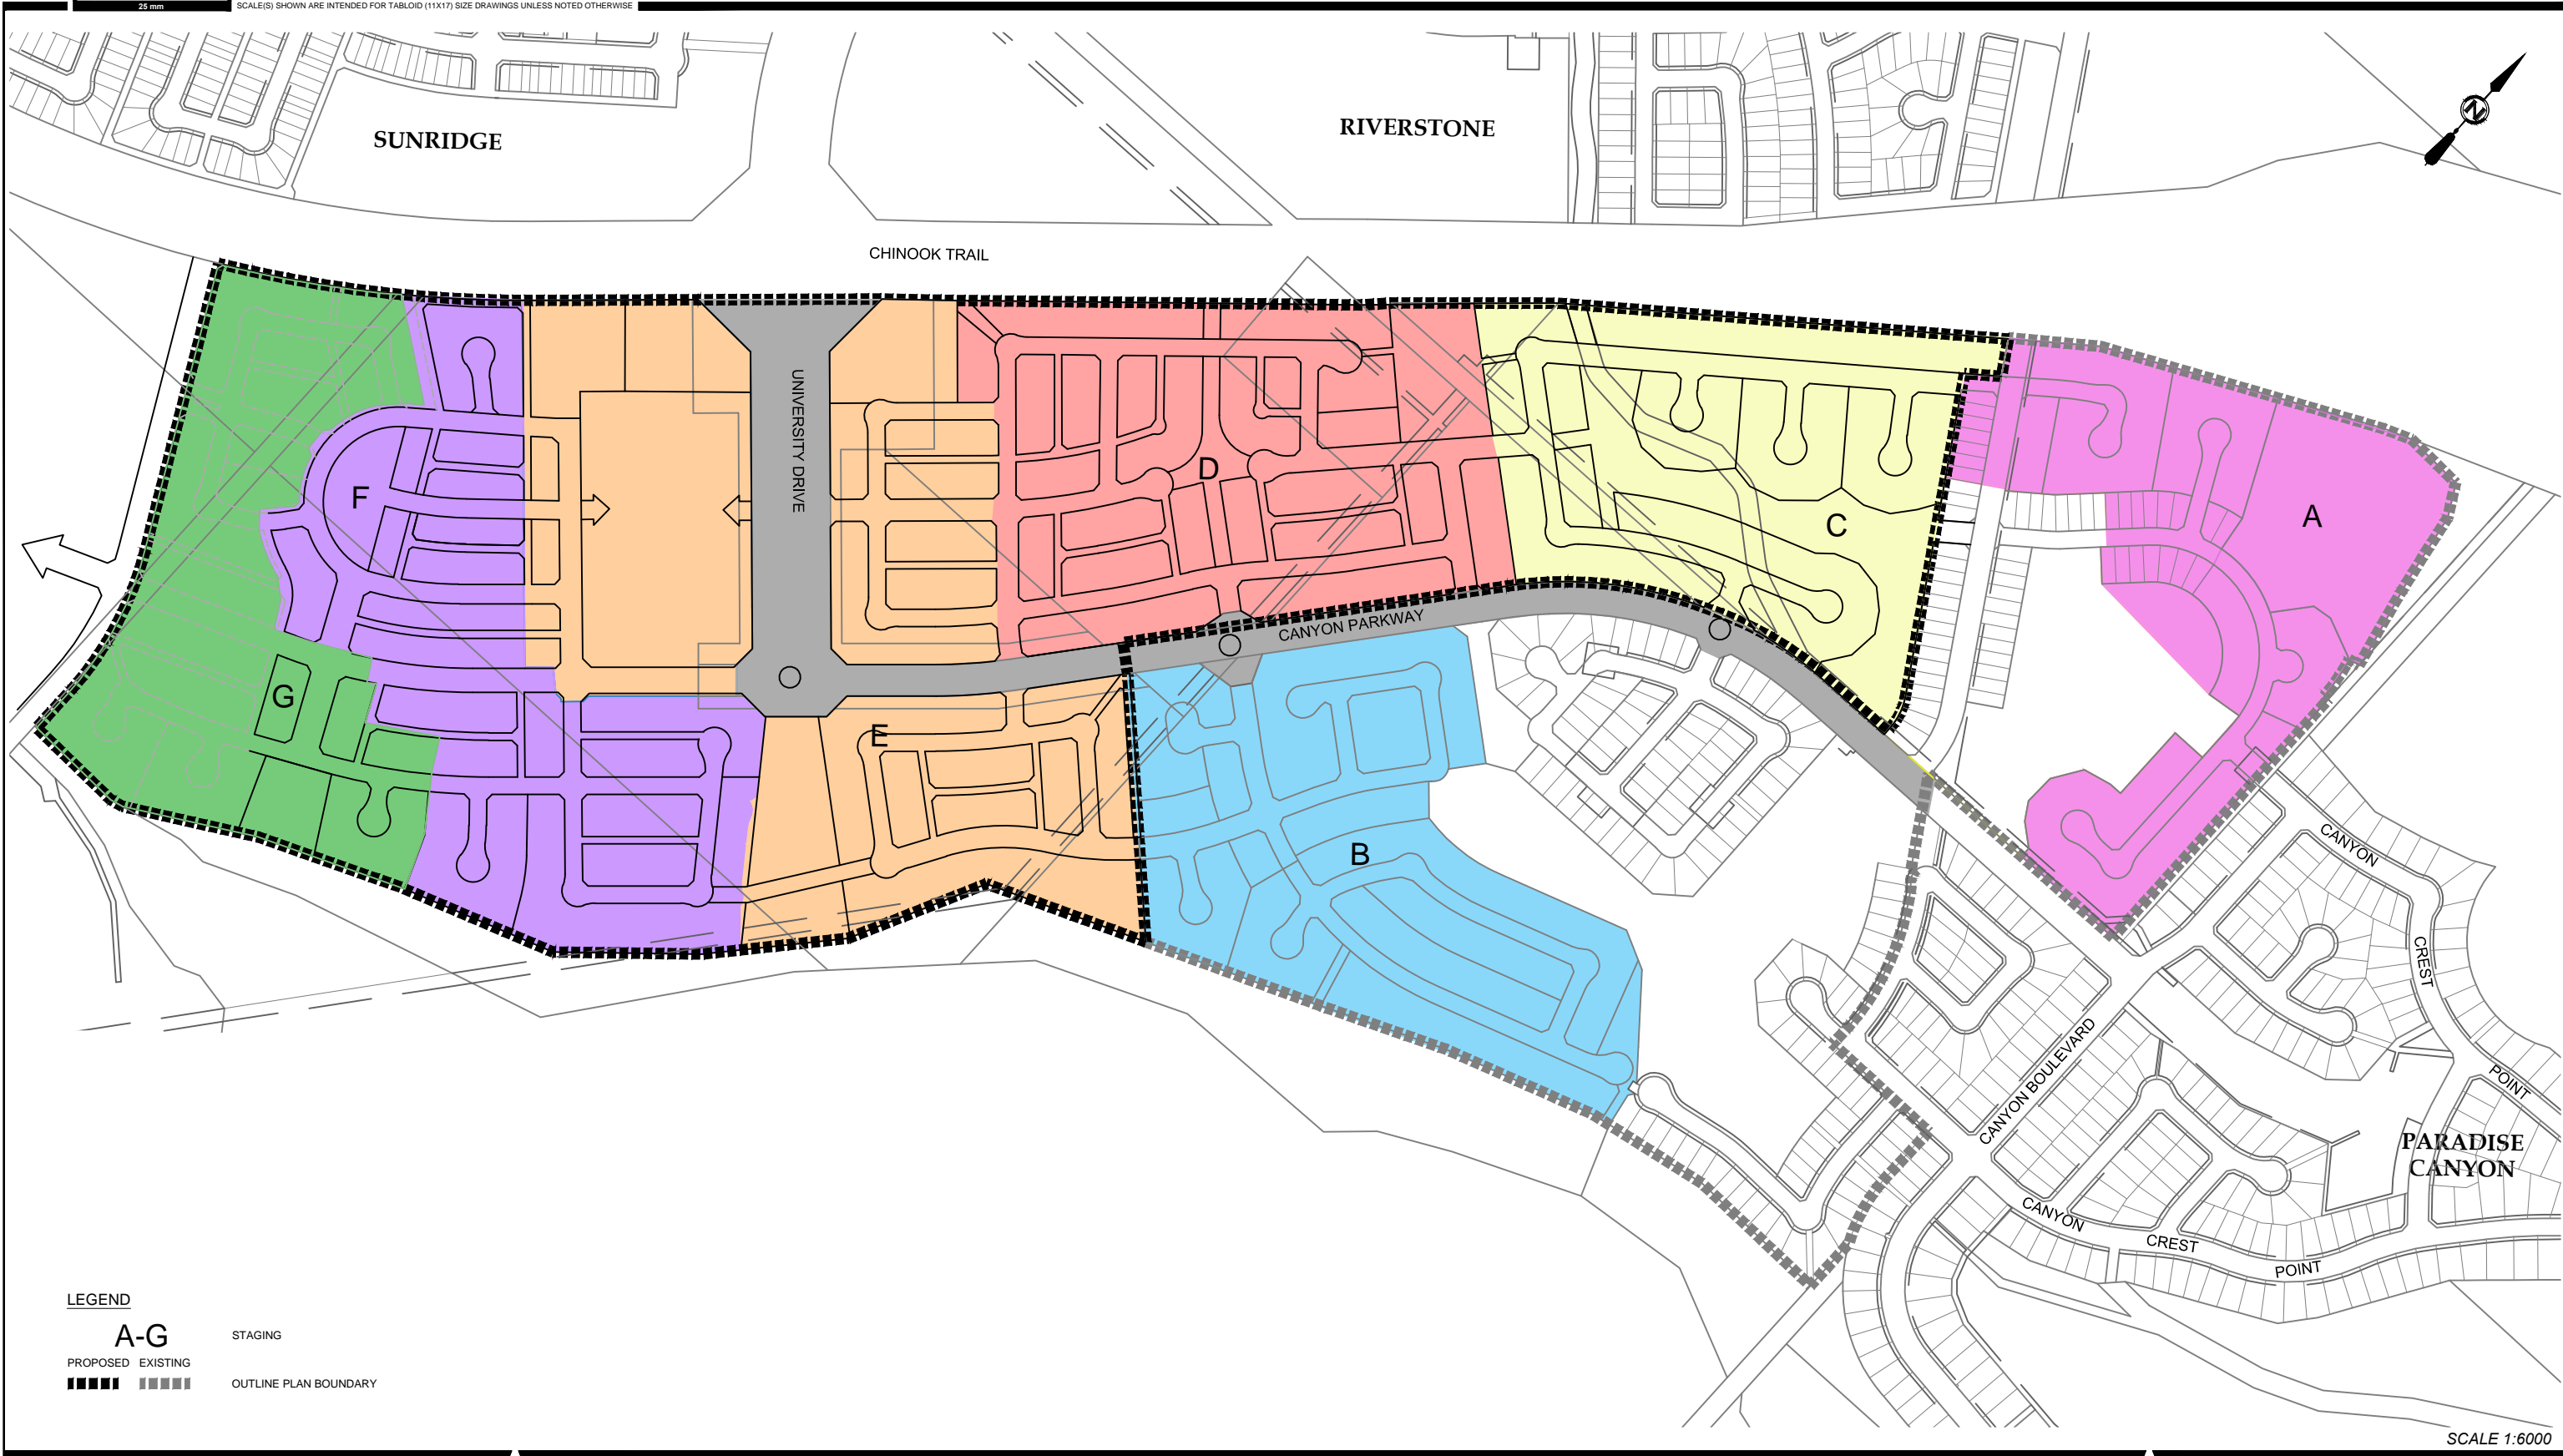 25 mm
SCALE(S) SHOWN ARE INTENDED FOR TABLOID (11X17) SIZE DRAWINGS UNLESS NOTED OTHERWISE
SUNRIDGE
RIVERSTONE
N
CHINOOK TRAIL
UNIVERSITY DRIVE
F
D
C
A
CANYON PARKWAY
G
E
B
CANYON
CREST
POINT
CANYON BOULEVARD
PARADISE
CANYON
CANYON
CREST
POINT
LEGEND
A-G
STAGING
PROPOSED EXISTING
OUTLINE PLAN BOUNDARY
SCALE 1:6000